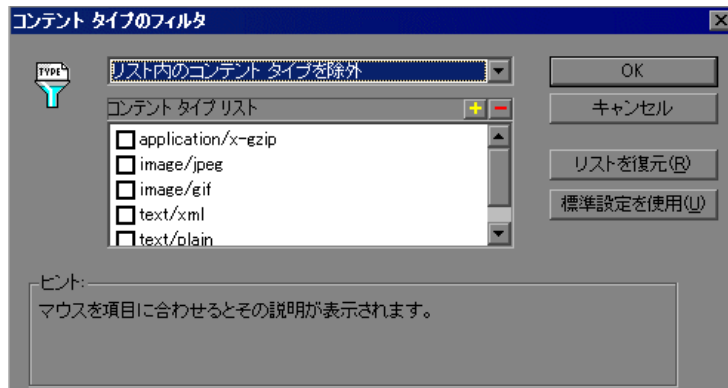 コンテント タイプのフィルタ
TYPE
リスト内のコンテント タイプを除外
OK
コンテント タイプ リスト
キャンセル
application/x-gzip
image/jpeg
リストを復元(R)
image/gif
text/xml
標準設定を使用(U)
text/plain
ヒント:
マウスを項目に合わせるとその説明が表示されます。